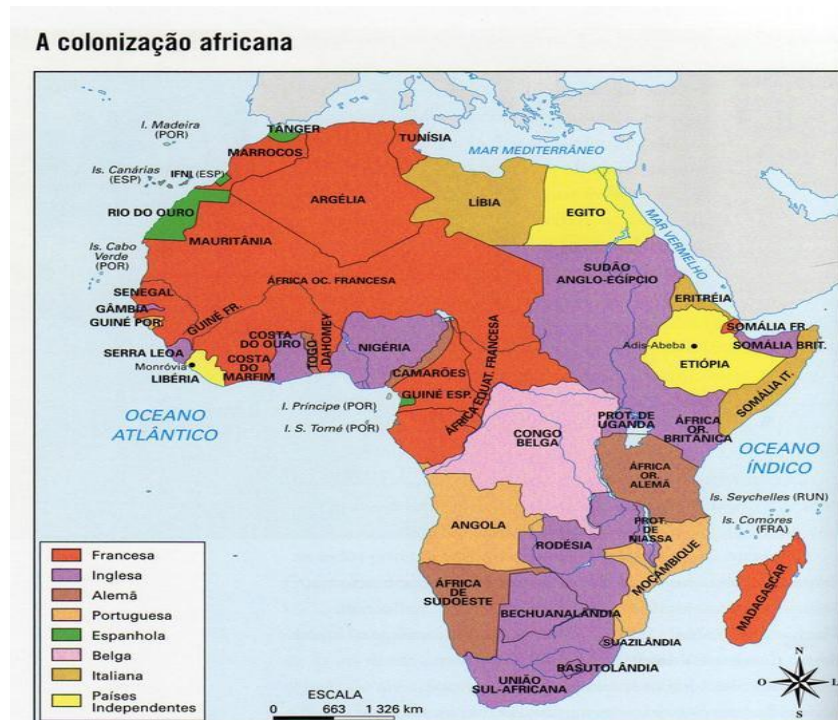 A colonização africana
I. Madeira
(POR)
TÂNGER
TUNÍSIA
MAR MEDITERRÂNEO
MARROCOS
Is. Canárias
(ESP)
IFNI (ESP)
ARGÉLIA
LÍBIA
EGITO
RIO DO OURO
MAR VERMELHO
MAURITÂNIA
Is. Cabo
Verde
(POR)
ÁFRICA OC. FRANCESA
SUDÃO
ANGLO-EGÍPCIO
SENEGAL
ERITRÉIA
GÂMBIA
GUINÉ FR.
GUINÉ POR.
SOMÁLIA FR.
COSTA
DO OURO
TOGO
DAHOMEY
NIGÉRIA
ÁFRICA EQUAT. FRANCESA
SOMÁLIA BRIT.
Adis-Abeba
SERRA LEOA
Monróvia
LIBÉRIA
COSTA
DO
MARFIM
CAMARÕES
ETIÓPIA
SOMÁLIA IT.
GUINÉ ESP.
I. Príncipe (POR)
I. S. Tomé (POR)
OCEANO
ATLÂNTICO
PROT. DE
UGANDA
ÁFRICA
OR.
BRITÂNICA
CONGO
BELGA
OCEANO
ÍNDICO
ÁFRICA
OR.
ALEMÃ
Is. Seychelles (RUN)
Is. Comores
(FRA)
ANGOLA
PROT.
DE
NIASSA
RODÉSIA
MOÇAMBIQUE
MADAGASCAR
ÁFRICA
DE
SUDOESTE
BECHUANALÂNDIA
SUAZILÂNDIA
BASUTOLÂNDIA
UNIÃO
SUL-AFRICANA
Francesa
Inglesa
Alemã
Portuguesa
Espanhola
Belga
Italiana
Países
Independentes
ESCALA
0 663 1 326 km
N
O L
S